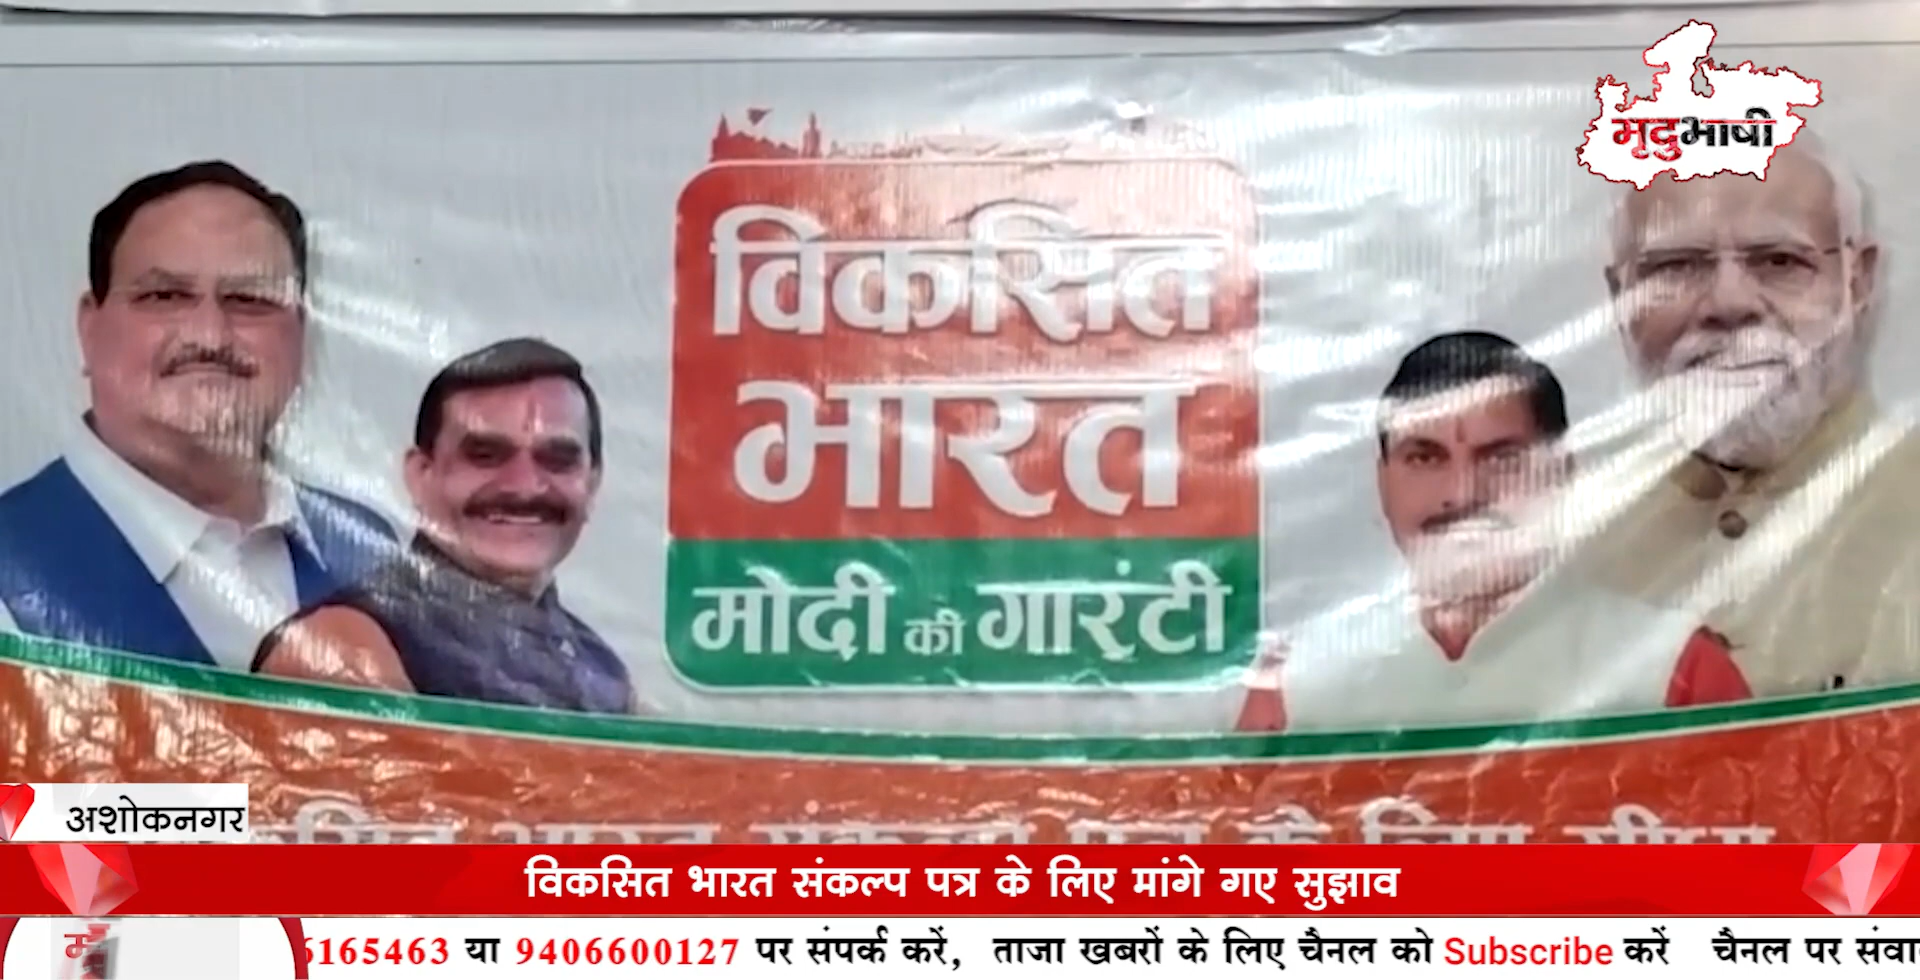 मृदुभाषी
विकसित
भारत
मोदी की गारंटी
अशोकनगर
विकसित भारत संकल्प पत्र के लिए मांगे गए सुझाव
6165463 या 9406600127 पर संपर्क करें, ताजा खबरों के लिए चैनल को Subscribe करें चैनल पर